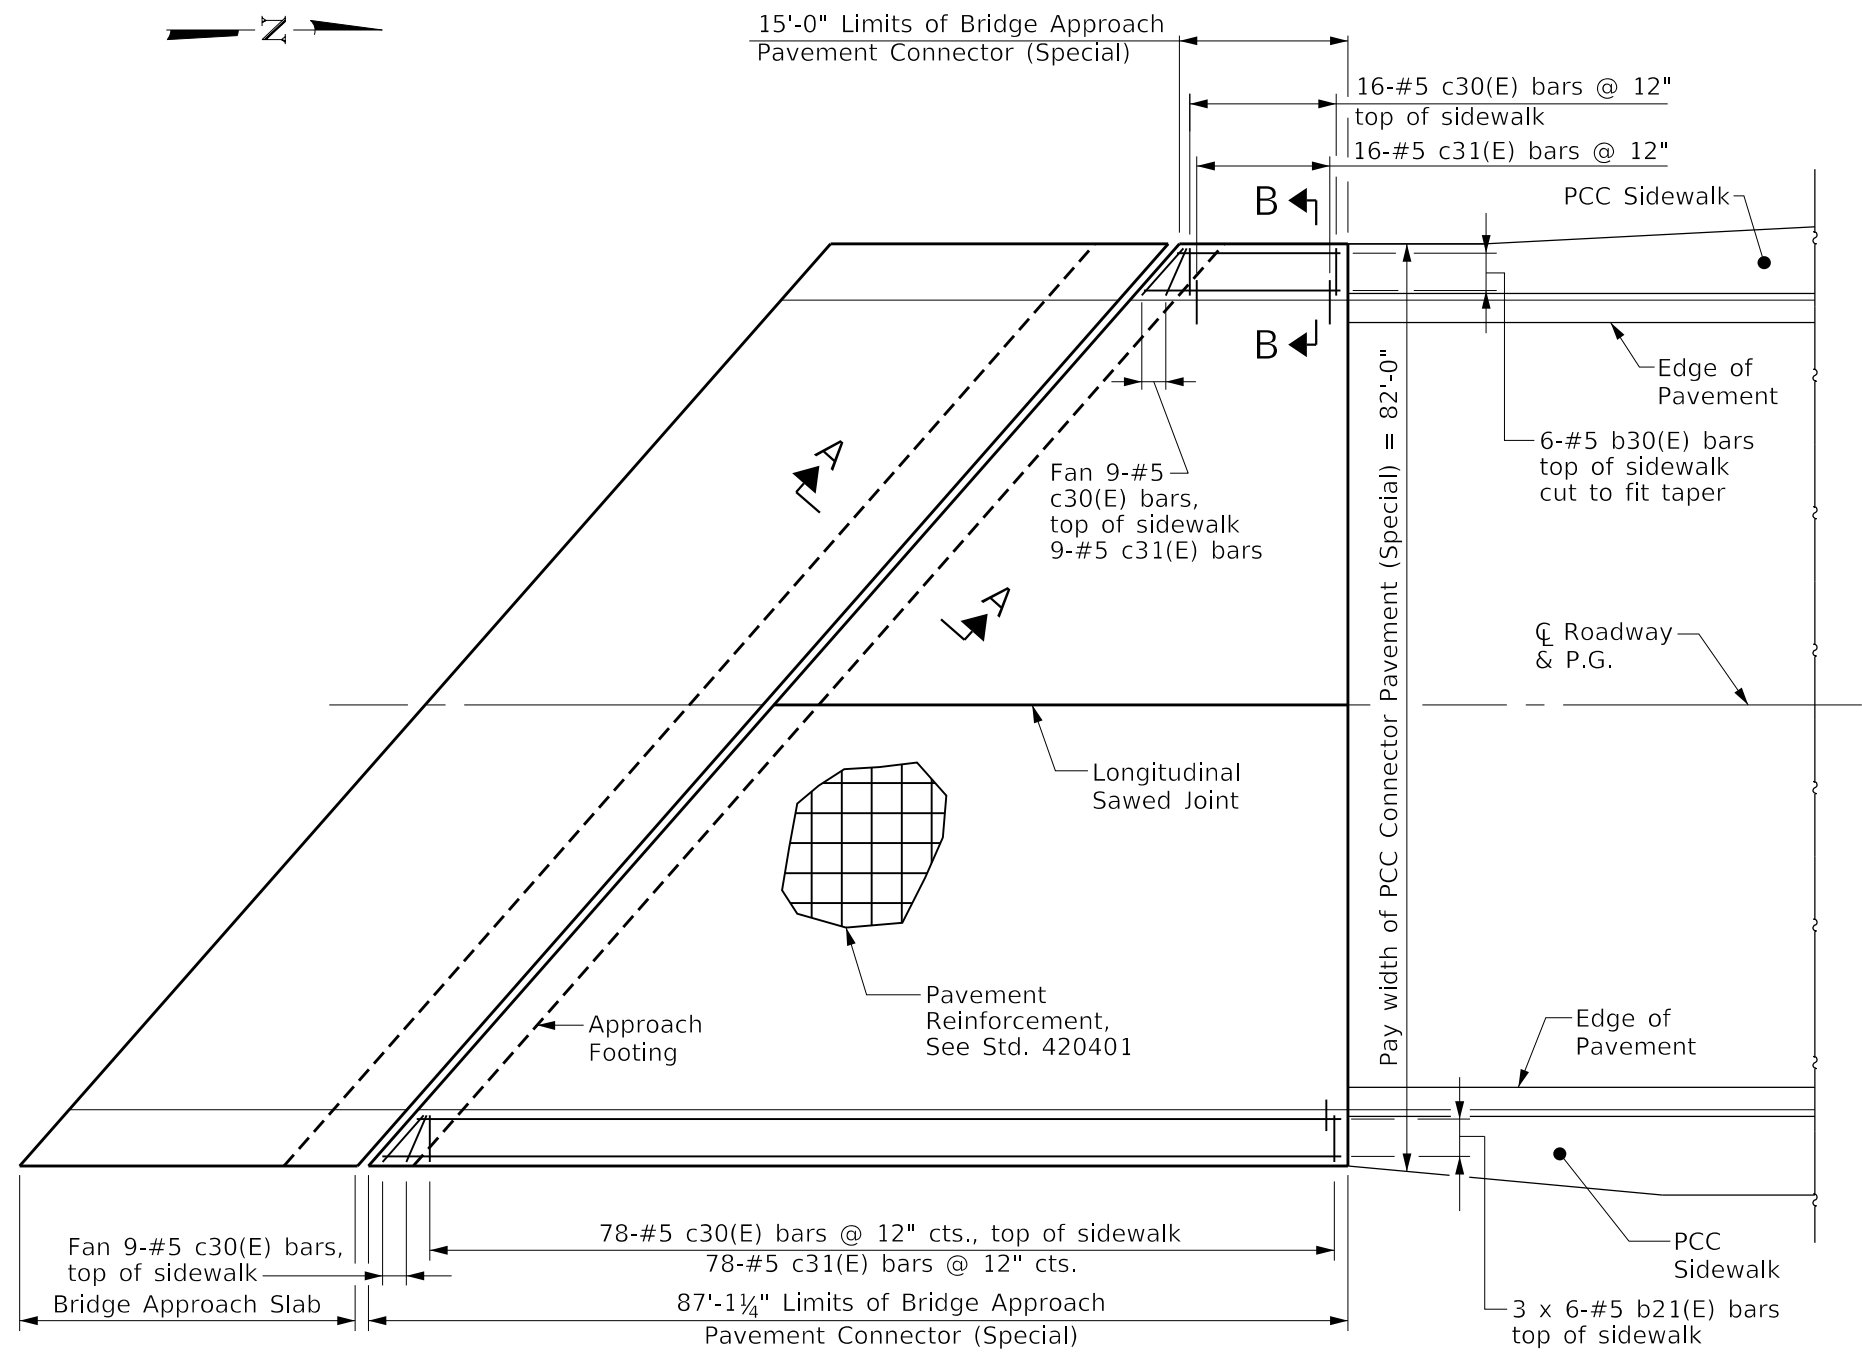 N
15'-0" Limits of Bridge Approach
Pavement Connector (Special)
16-#5 c30(E) bars @ 12"
top of sidewalk
16-#5 c31(E) bars @ 12"
B
PCC Sidewalk
B
Edge of
Pavement
6-#5 b30(E) bars
top of sidewalk
cut to fit taper
A
Fan 9-#5
c30(E) bars,
top of sidewalk
9-#5 c31(E) bars
A
Pay width of PCC Connector Pavement (Special) = 82'-0"
℄ Roadway
& P.G.
Longitudinal
Sawed Joint
Pavement
Reinforcement,
See Std. 420401
Approach
Footing
Edge of
Pavement
78-#5 c30(E) bars @ 12" cts., top of sidewalk
78-#5 c31(E) bars @ 12" cts.
Fan 9-#5 c30(E) bars,
top of sidewalk
Bridge Approach Slab
87'-1¼" Limits of Bridge Approach
Pavement Connector (Special)
PCC
Sidewalk
3 x 6-#5 b21(E) bars
top of sidewalk